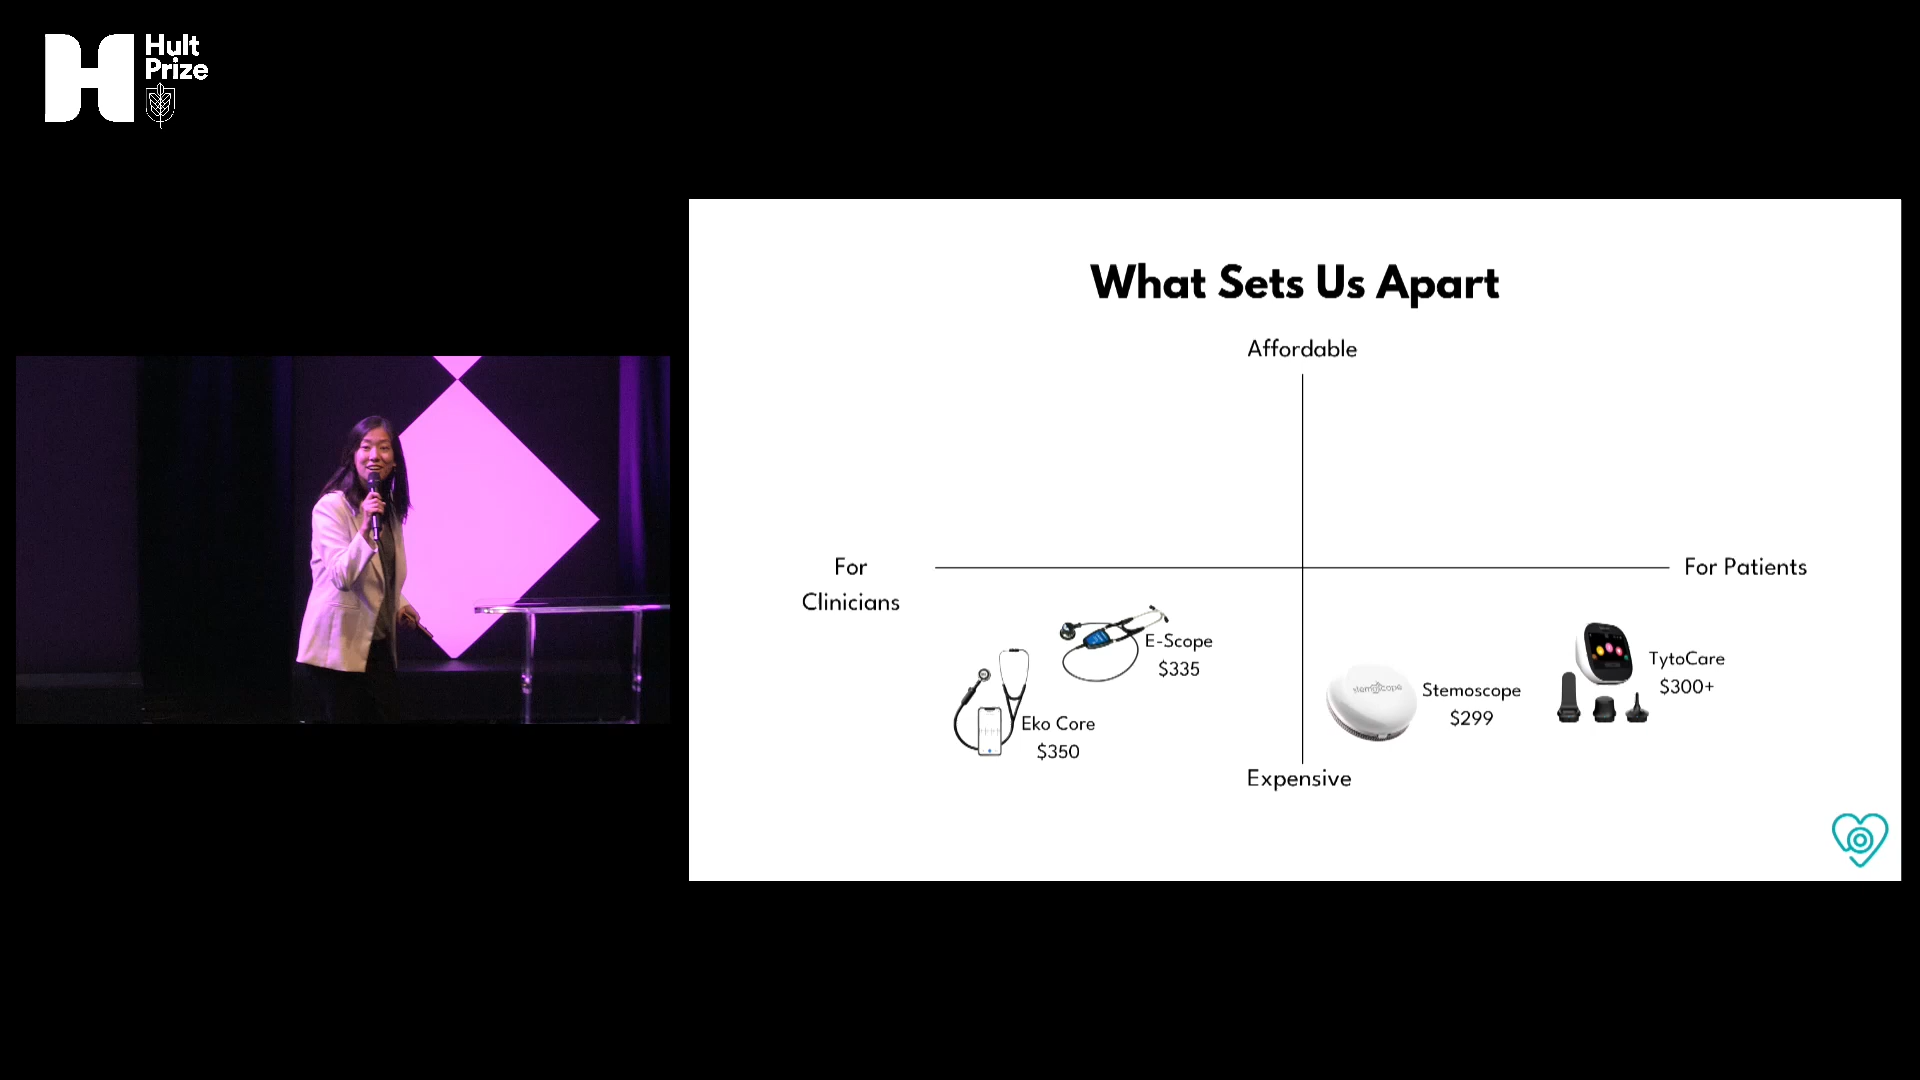 Hult
Prize
What Sets Us Apart
Affordable
For
Clinicians
For Patients
E-Scope
$335
Eko Core
$350
stemoscope
Stemoscope
$299
TytoCare
$300+
Expensive